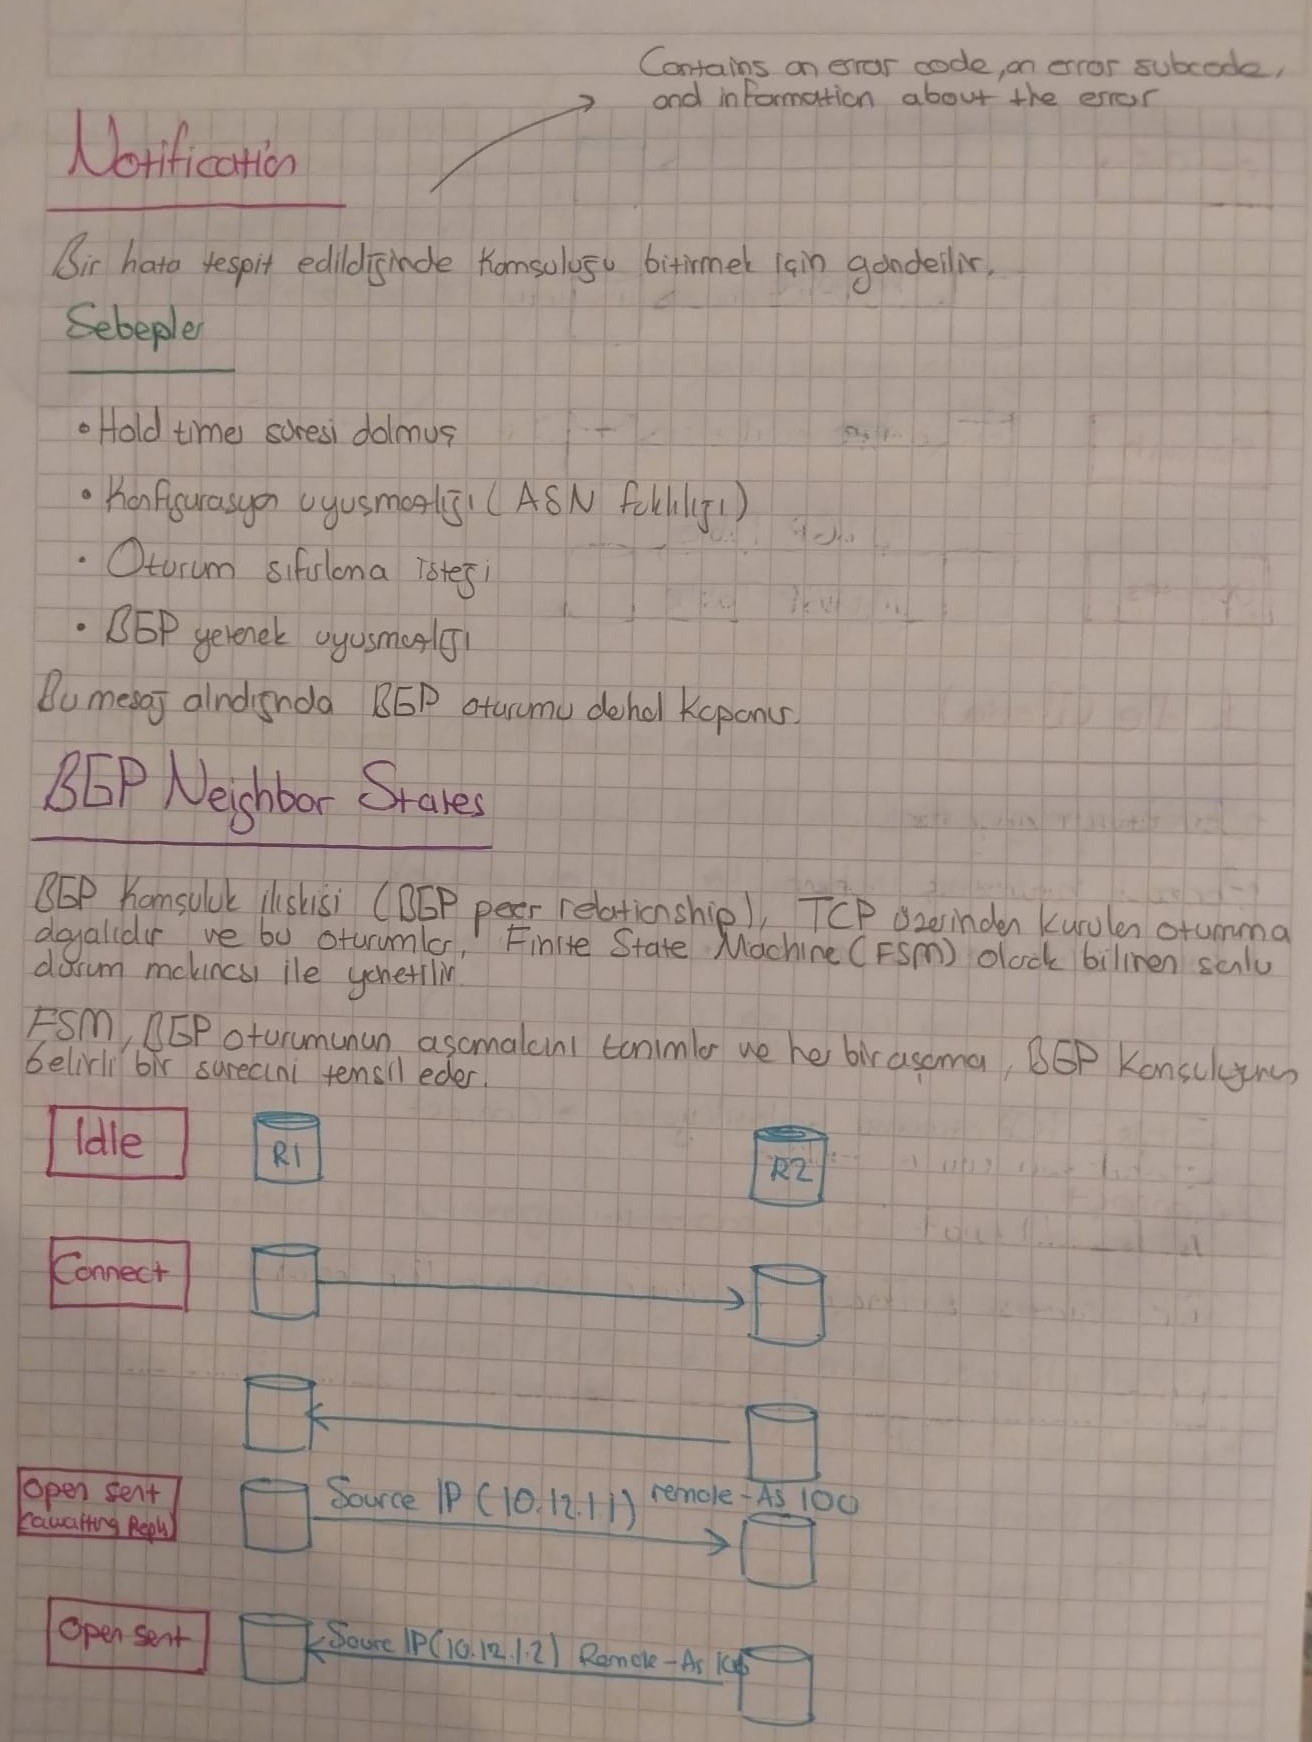 Contains an error code, an error subcode,
and information about the error
Notification
Bir hata tespit edildiğinde Komşuluğu bitirmek için gönderilir.
Sebepler
• Hold timer süresi dolmuş
• Konfigurasyon uyuşmazlığı (ASN farklılığı)
• Oturum sıfırlama isteği
• BGP yetenek uyuşmazlığı
Bu mesaj alındığında BGP oturumu derhal kapanır.
BGP Neighbor States
BGP Komşuluk ilişkisi (BGP peer relationship), TCP üzerinden kurulan oturuma
dayalıdır ve bu oturumlar, Finite State Machine (FSM) olarak bilinen sonlu
durum makinesi ile yönetilir.
FSM, BGP oturumunun aşamalarını tanımlar ve her bir aşama, BGP Komşuluğunun
belirli bir sürecini temsil eder.
Idle R1 R2
Connect
Open sent Source IP (10.12.1.1) remote-As 100
(awaiting Reply)
Open sent Soure IP(10.12.1.2) Remote-As 100